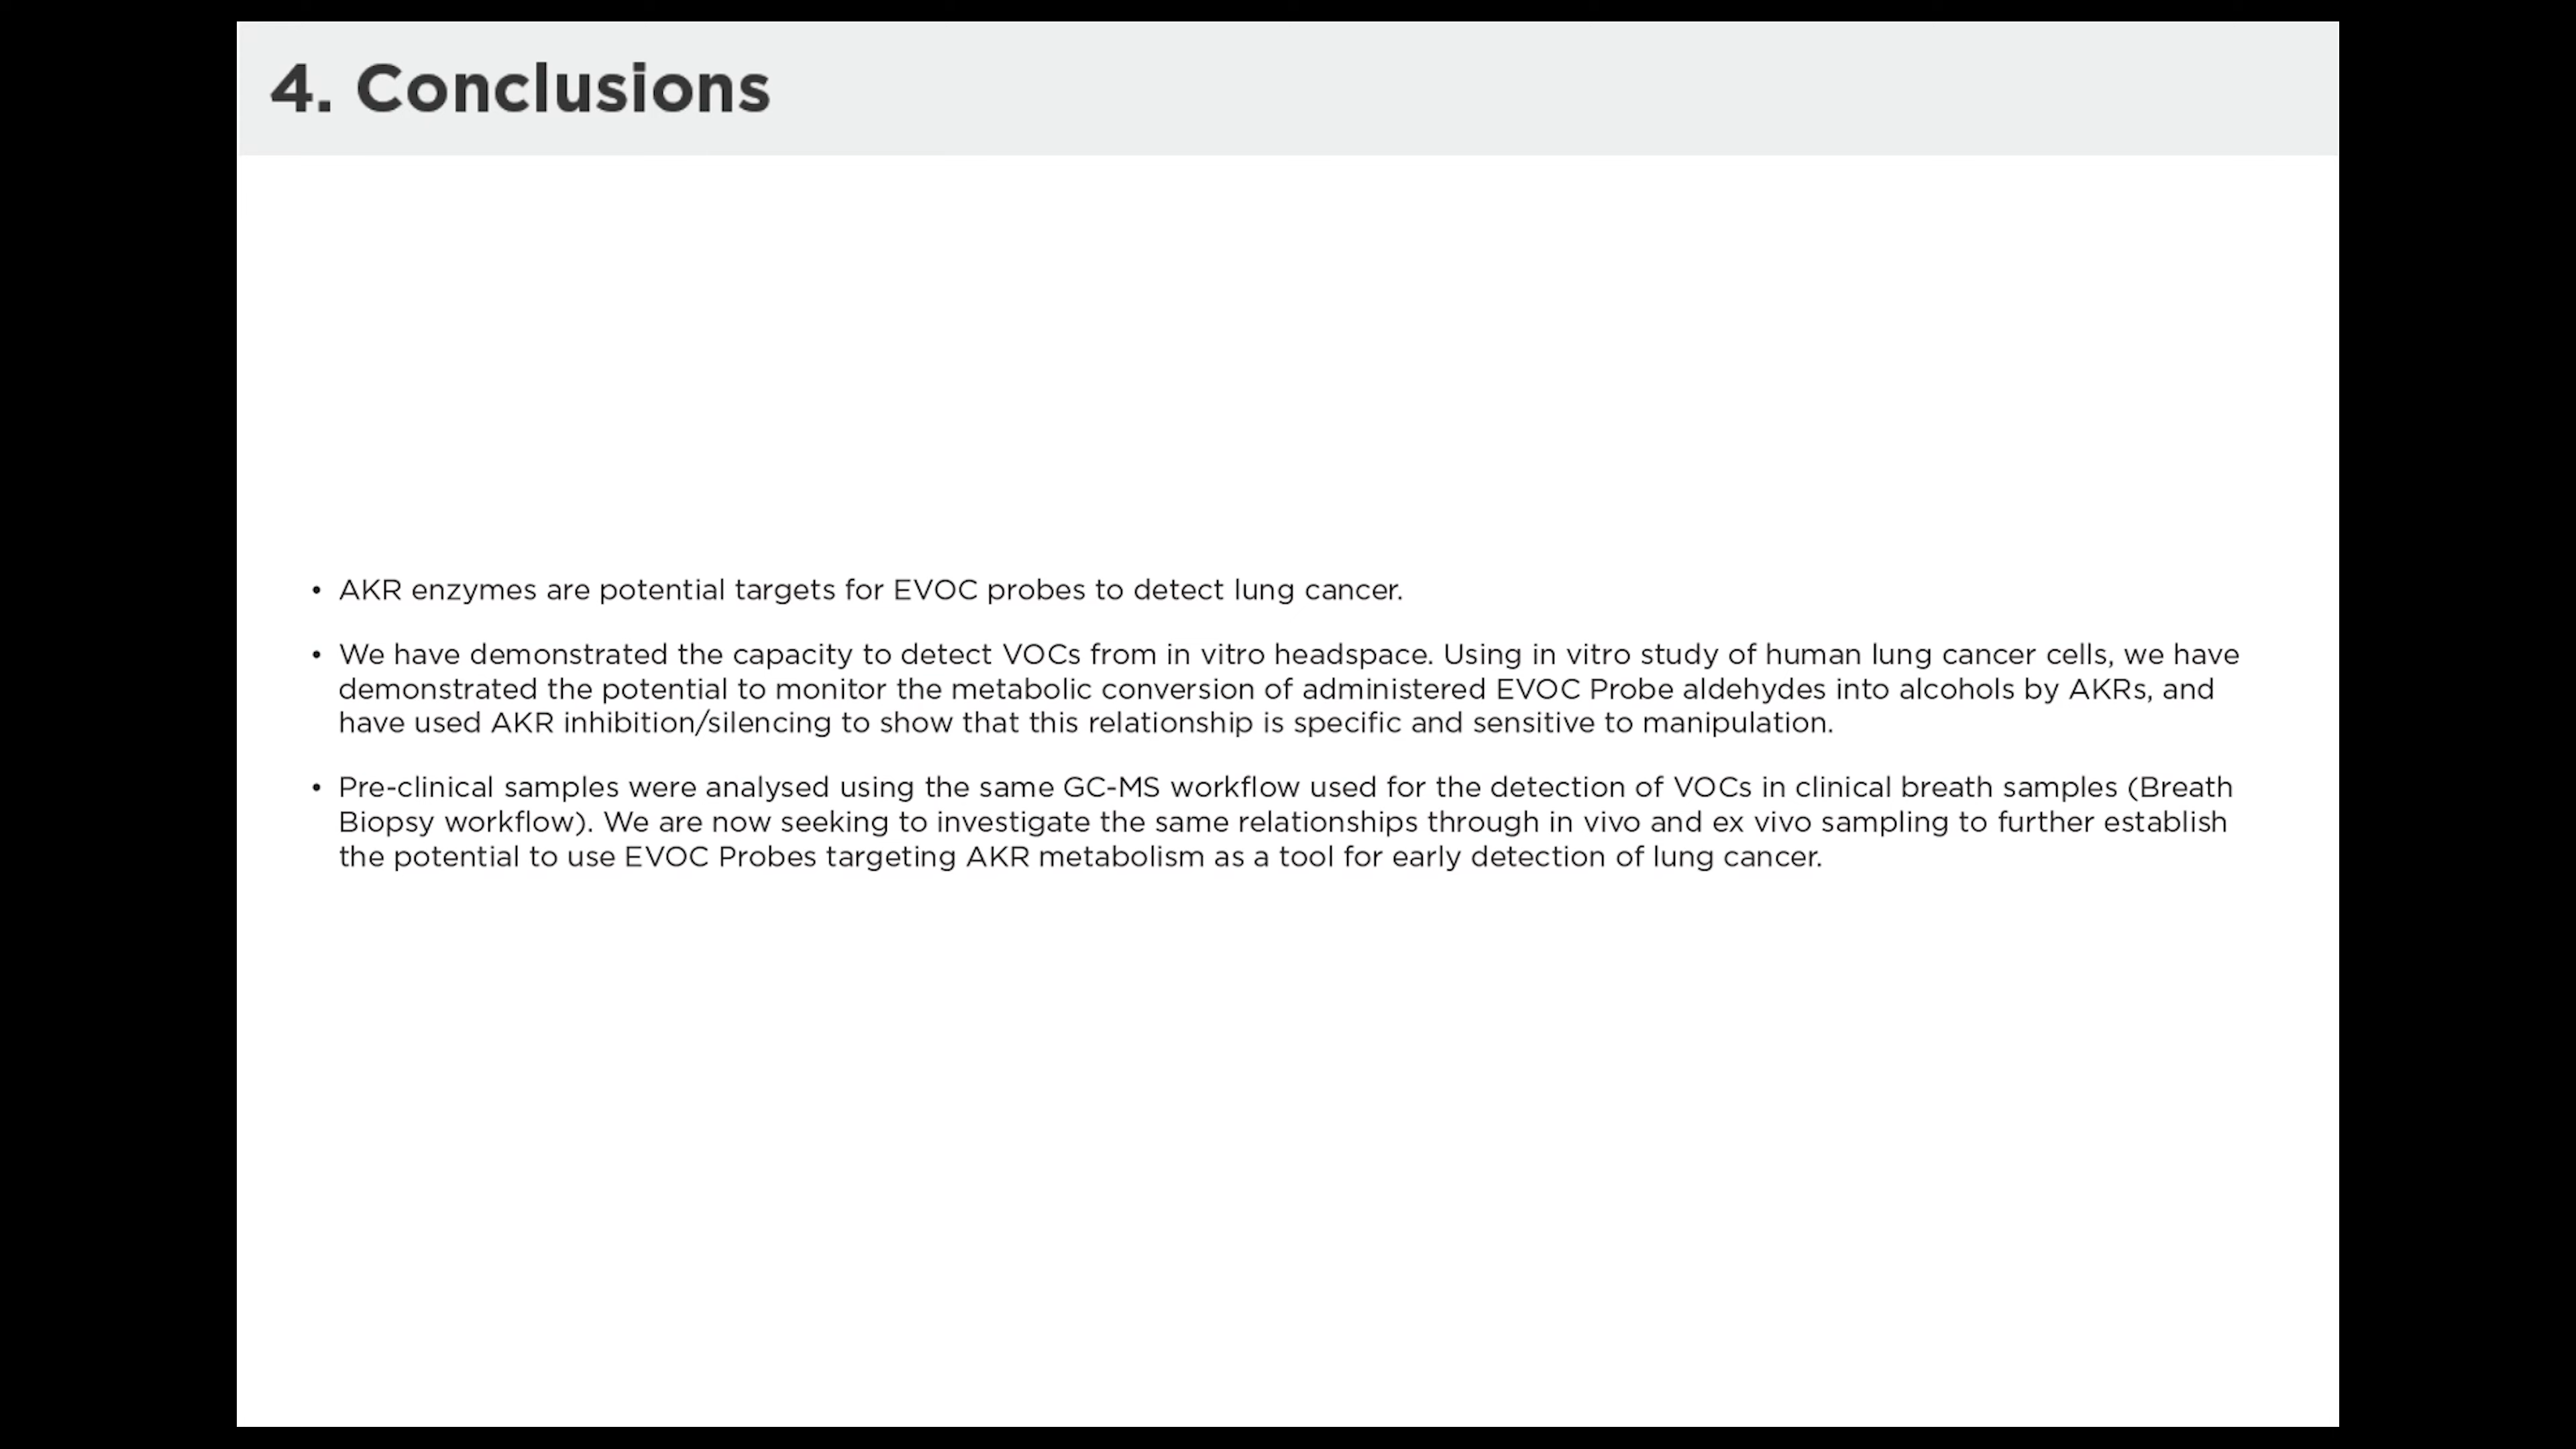 4. Conclusions
• AKR enzymes are potential targets for EVOC probes to detect lung cancer.
• We have demonstrated the capacity to detect VOCs from in vitro headspace. Using in vitro study of human lung cancer cells, we have
demonstrated the potential to monitor the metabolic conversion of administered EVOC Probe aldehydes into alcohols by AKRs, and
have used AKR inhibition/silencing to show that this relationship is specific and sensitive to manipulation.
• Pre-clinical samples were analysed using the same GC-MS workflow used for the detection of VOCs in clinical breath samples (Breath
Biopsy workflow). We are now seeking to investigate the same relationships through in vivo and ex vivo sampling to further establish
the potential to use EVOC Probes targeting AKR metabolism as a tool for early detection of lung cancer.